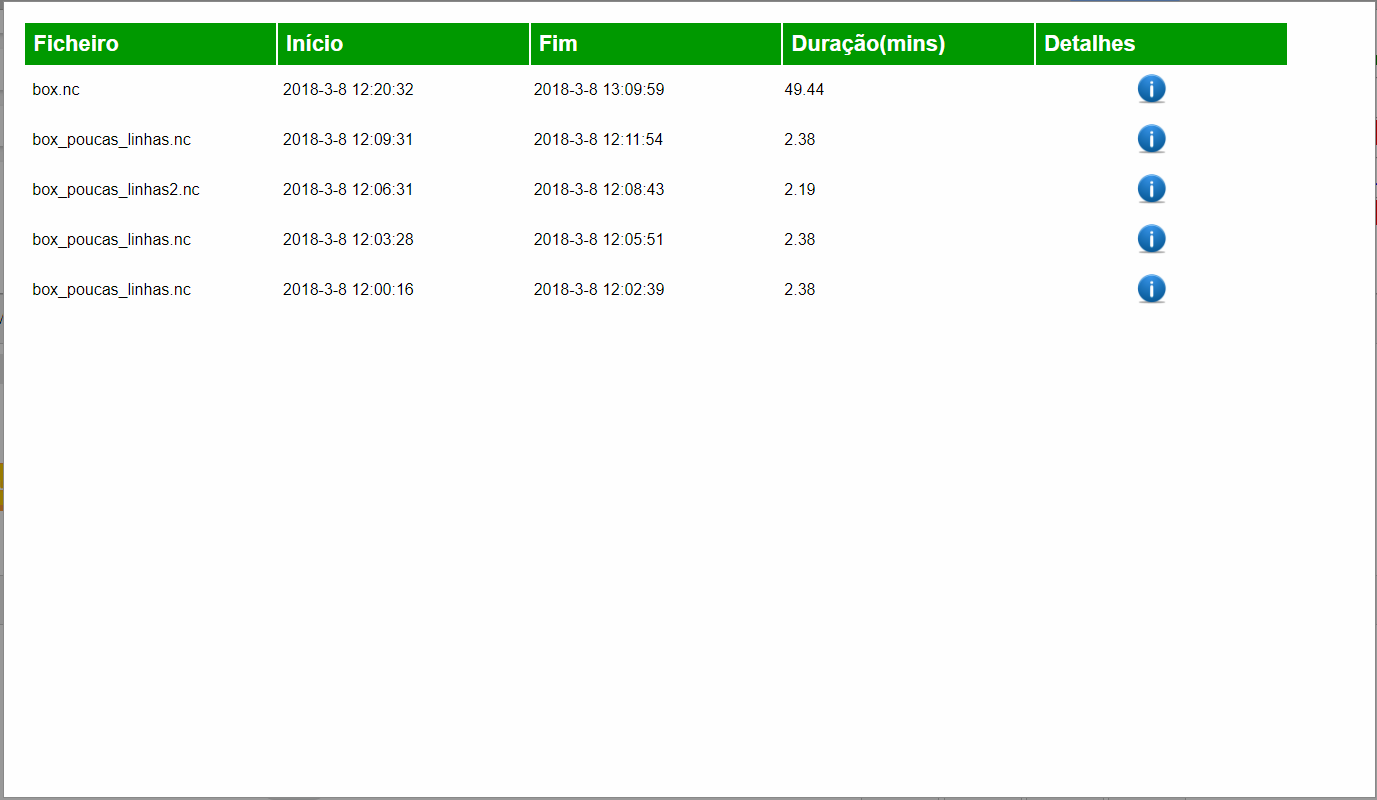 Ficheiro Início Fim Duração(mins) Detalhes
box.nc 2018-3-8 12:20:32 2018-3-8 13:09:59 49.44
box_poucas_linhas.nc 2018-3-8 12:09:31 2018-3-8 12:11:54 2.38
box_poucas_linhas2.nc 2018-3-8 12:06:31 2018-3-8 12:08:43 2.19
box_poucas_linhas.nc 2018-3-8 12:03:28 2018-3-8 12:05:51 2.38
box_poucas_linhas.nc 2018-3-8 12:00:16 2018-3-8 12:02:39 2.38